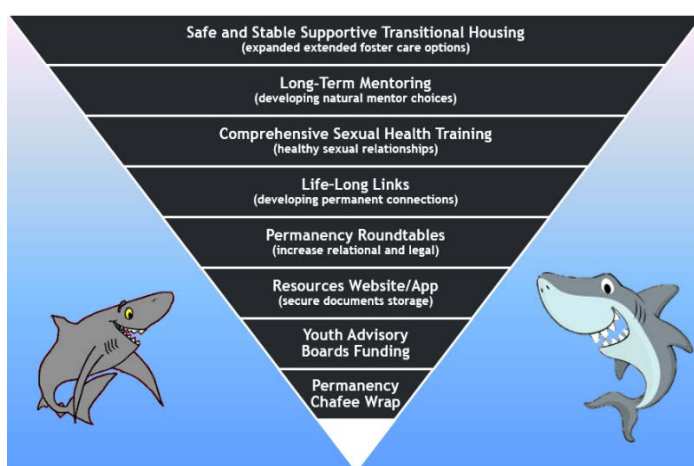 Safe and Stable Supportive Transitional Housing
(expanded extended foster care options)
Long-Term Mentoring
(developing natural mentor choices)
Comprehensive Sexual Health Training
(healthy sexual relationships)
Life-Long Links
(developing permanent connections)
Permanency Roundtables
(increase relational and legal)
Resources Website/App
(secure documents storage)
Youth Advisory
Boards Funding
Permanency
Chafee Wrap